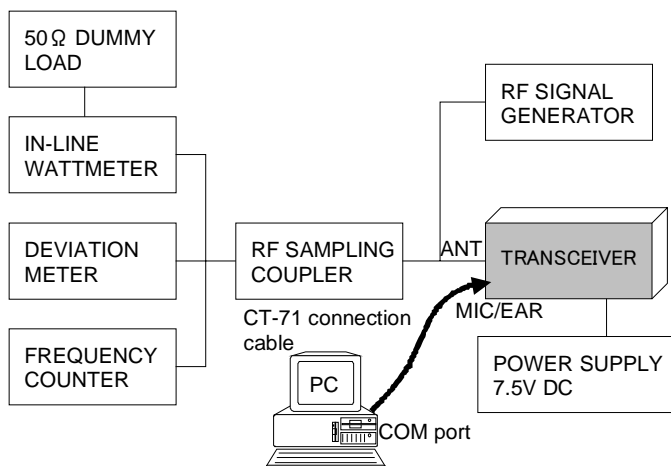 50Ω DUMMY
LOAD
IN-LINE
WATTMETER
DEVIATION
METER
FREQUENCY
COUNTER
RF SAMPLING
COUPLER
RF SIGNAL
GENERATOR
ANT
TRANSCEIVER
MIC/EAR
CT-71 connection
cable
POWER SUPPLY
7.5V DC
PC
COM port